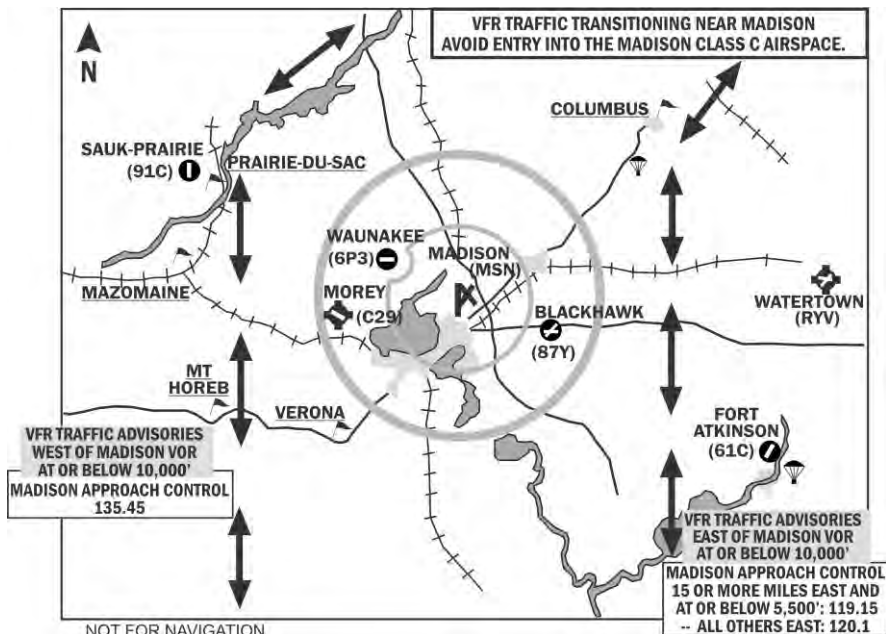 VFR TRAFFIC TRANSITIONING NEAR MADISON
AVOID ENTRY INTO THE MADISON CLASS C AIRSPACE.
N
COLUMBUS
SAUK-PRAIRIE
(91C)
PRAIRIE-DU-SAC
WAUNAKEE
(6P3)
MADISON
(MSN)
MAZOMAINE
MOREY
(C29)
BLACKHAWK
(87Y)
WATERTOWN
(RYV)
MT
HOREB
VERONA
FORT
ATKINSON
(61C)
VFR TRAFFIC ADVISORIES
WEST OF MADISON VOR
AT OR BELOW 10,000'
MADISON APPROACH CONTROL
135.45
VFR TRAFFIC ADVISORIES
EAST OF MADISON VOR
AT OR BELOW 10,000'
MADISON APPROACH CONTROL
15 OR MORE MILES EAST AND
AT OR BELOW 5,500': 119.15
-- ALL OTHERS EAST: 120.1
NOT FOR NAVIGATION